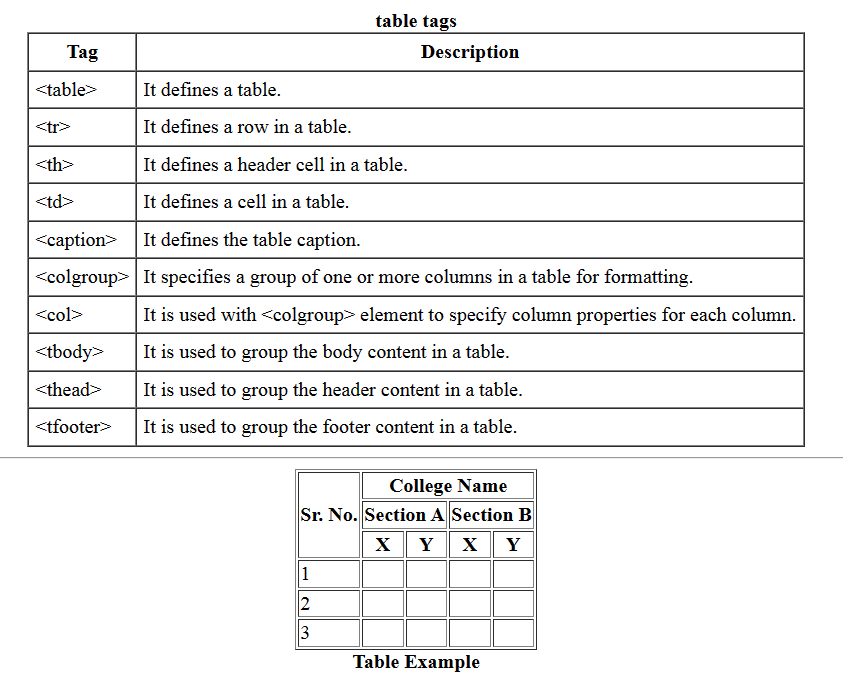 table tags
Tag Description
<table> It defines a table.
<tr> It defines a row in a table.
<th> It defines a header cell in a table.
<td> It defines a cell in a table.
<caption> It defines the table caption.
<colgroup> It specifies a group of one or more columns in a table for formatting.
<col> It is used with <colgroup> element to specify column properties for each column.
<tbody> It is used to group the body content in a table.
<thead> It is used to group the header content in a table.
<tfooter> It is used to group the footer content in a table.
College Name
Sr. No. Section A Section B
X Y X Y
1
2
3
Table Example